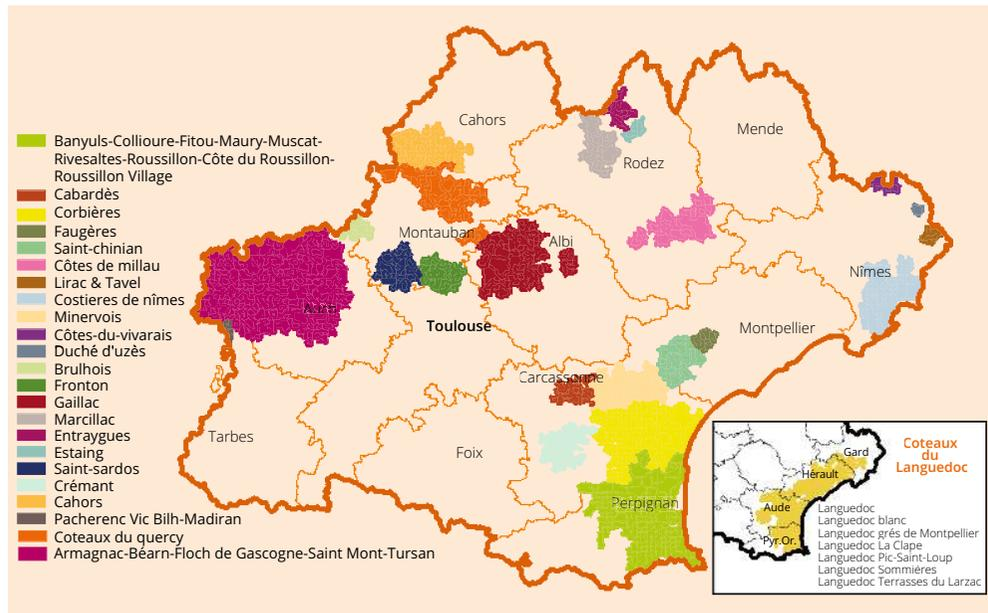 Banyuls-Collioure-Fitou-Maury-Muscat-
Rivesaltes-Roussillon-Côte du Roussillon-
Roussillon Village
Cabardès
Corbières
Faugères
Saint-chinian
Côtes de millau
Lirac & Tavel
Costieres de nîmes
Minervois
Côtes-du-vivarais
Duché d'uzès
Brulhois
Fronton
Gaillac
Marcillac
Entraygues
Estaing
Saint-sardos
Crémant
Cahors
Pacherenc Vic Bilh-Madiran
Coteaux du quercy
Armagnac-Béarn-Floch de Gascogne-Saint Mont-Tursan
Cahors
Mende
Rodez
Montauban
Albi
Nîmes
Auch
Toulouse
Montpellier
Carcassonne
Tarbes
Foix
Perpignan
Coteaux
du
Languedoc
Gard
Hérault
Aude
Pyr.Or.
Languedoc
Languedoc blanc
Languedoc grés de Montpellier
Languedoc La Clape
Languedoc Pic-Saint-Loup
Languedoc Sommiéres
Languedoc Terrasses du Larzac